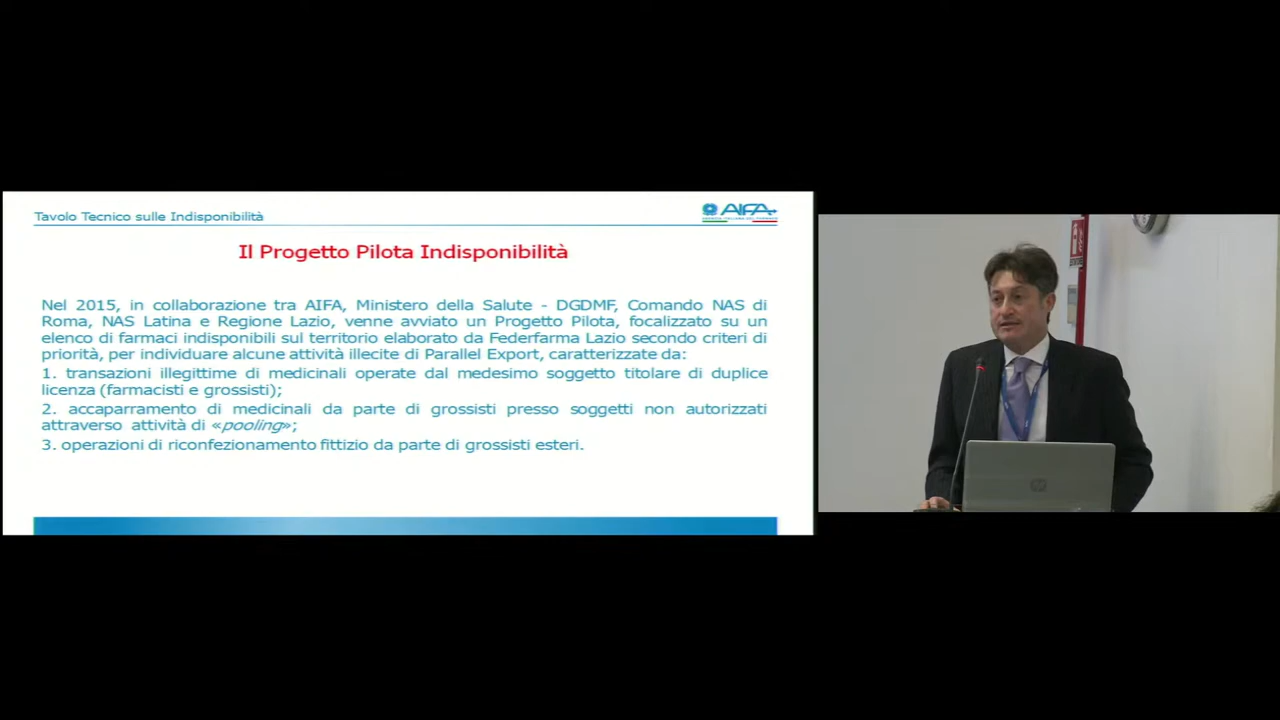 Tavolo Tecnico sulle Indisponibilità
AIFA
Il Progetto Pilota Indisponibilità
Nel 2015, in collaborazione tra AIFA, Ministero della Salute - DGDMF, Comando NAS di
Roma, NAS Latina e Regione Lazio, venne avviato un Progetto Pilota, focalizzato su un
elenco di farmaci indisponibili sul territorio elaborato da Federfarma Lazio secondo criteri di
priorità, per individuare alcune attività illecite di Parallel Export, caratterizzate da:
1. transazioni illegittime di medicinali operate dal medesimo soggetto titolare di duplice
licenza (farmacisti e grossisti);
2. accaparramento di medicinali da parte di grossisti presso soggetti non autorizzati
attraverso attività di «pooling»;
3. operazioni di riconfezionamento fittizio da parte di grossisti esteri.